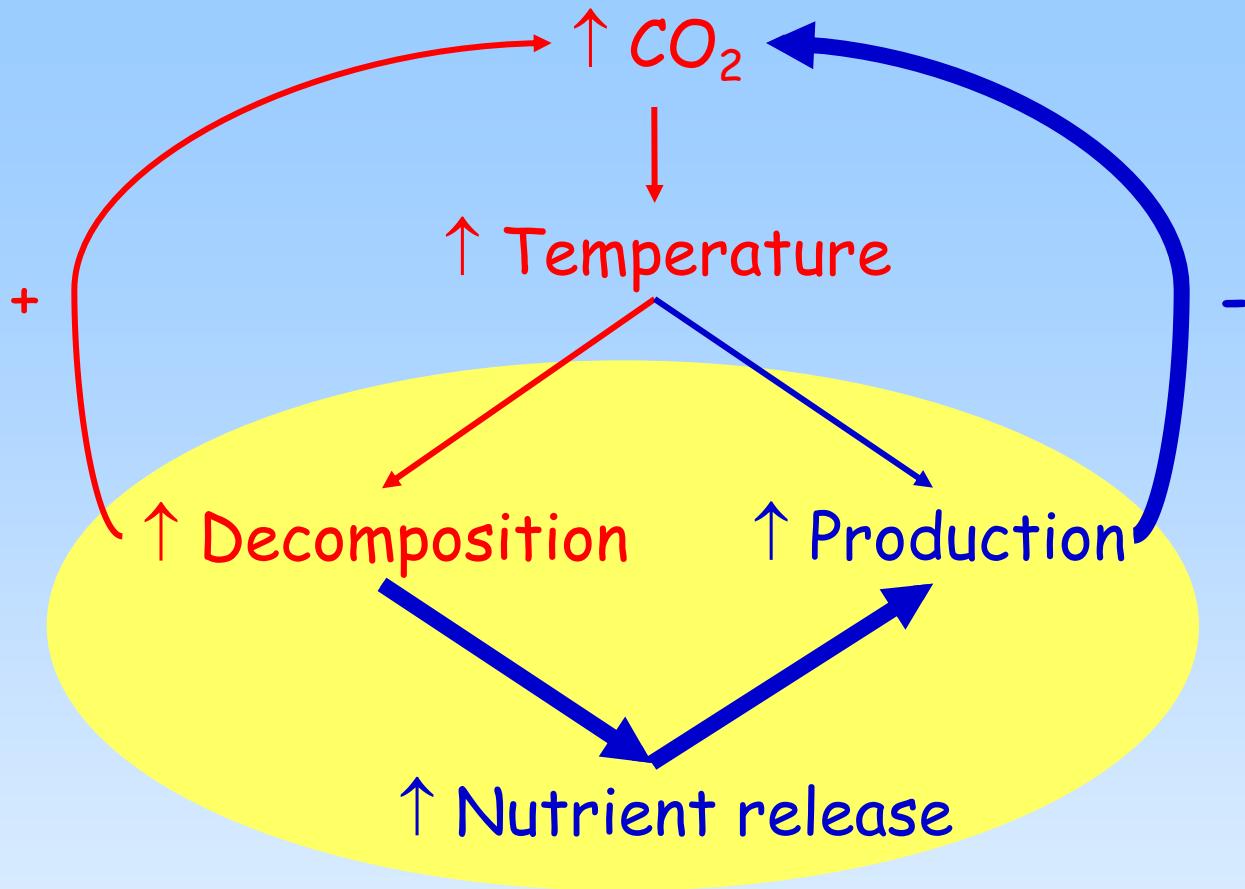 ↑ CO₂
↑ Temperature
+
–
↑ Decomposition
↑ Production
↑ Nutrient release